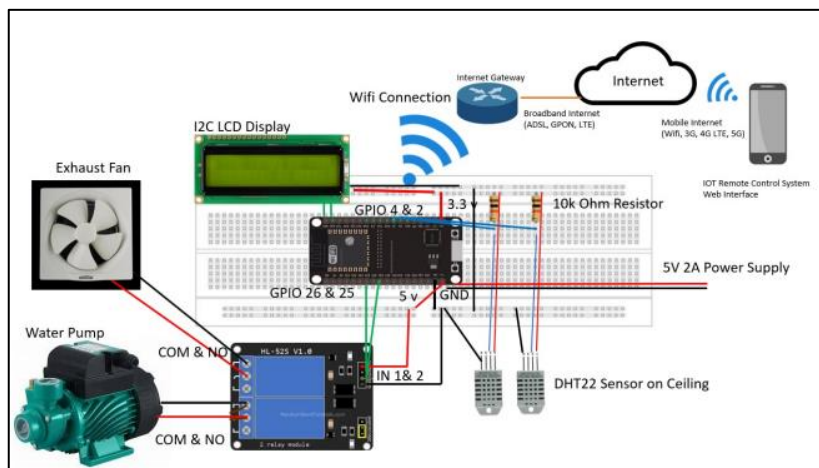 Internet Gateway
Internet
Wifi Connection
Broadband Internet
(ADSL, GPON, LTE)
Mobile Internet
(Wifi, 3G, 4G LTE, 5G)
I2C LCD Display
IOT Remote Control System
Web Interface
Exhaust Fan
GPIO 4 & 2
3.3 v
10k Ohm Resistor
5V 2A Power Supply
GPIO 26 & 25
5 v
GND
Water Pump
COM & NO
HL-52S V1.0
IN 1& 2
DHT22 Sensor on Ceiling
COM & NO
2 relay module